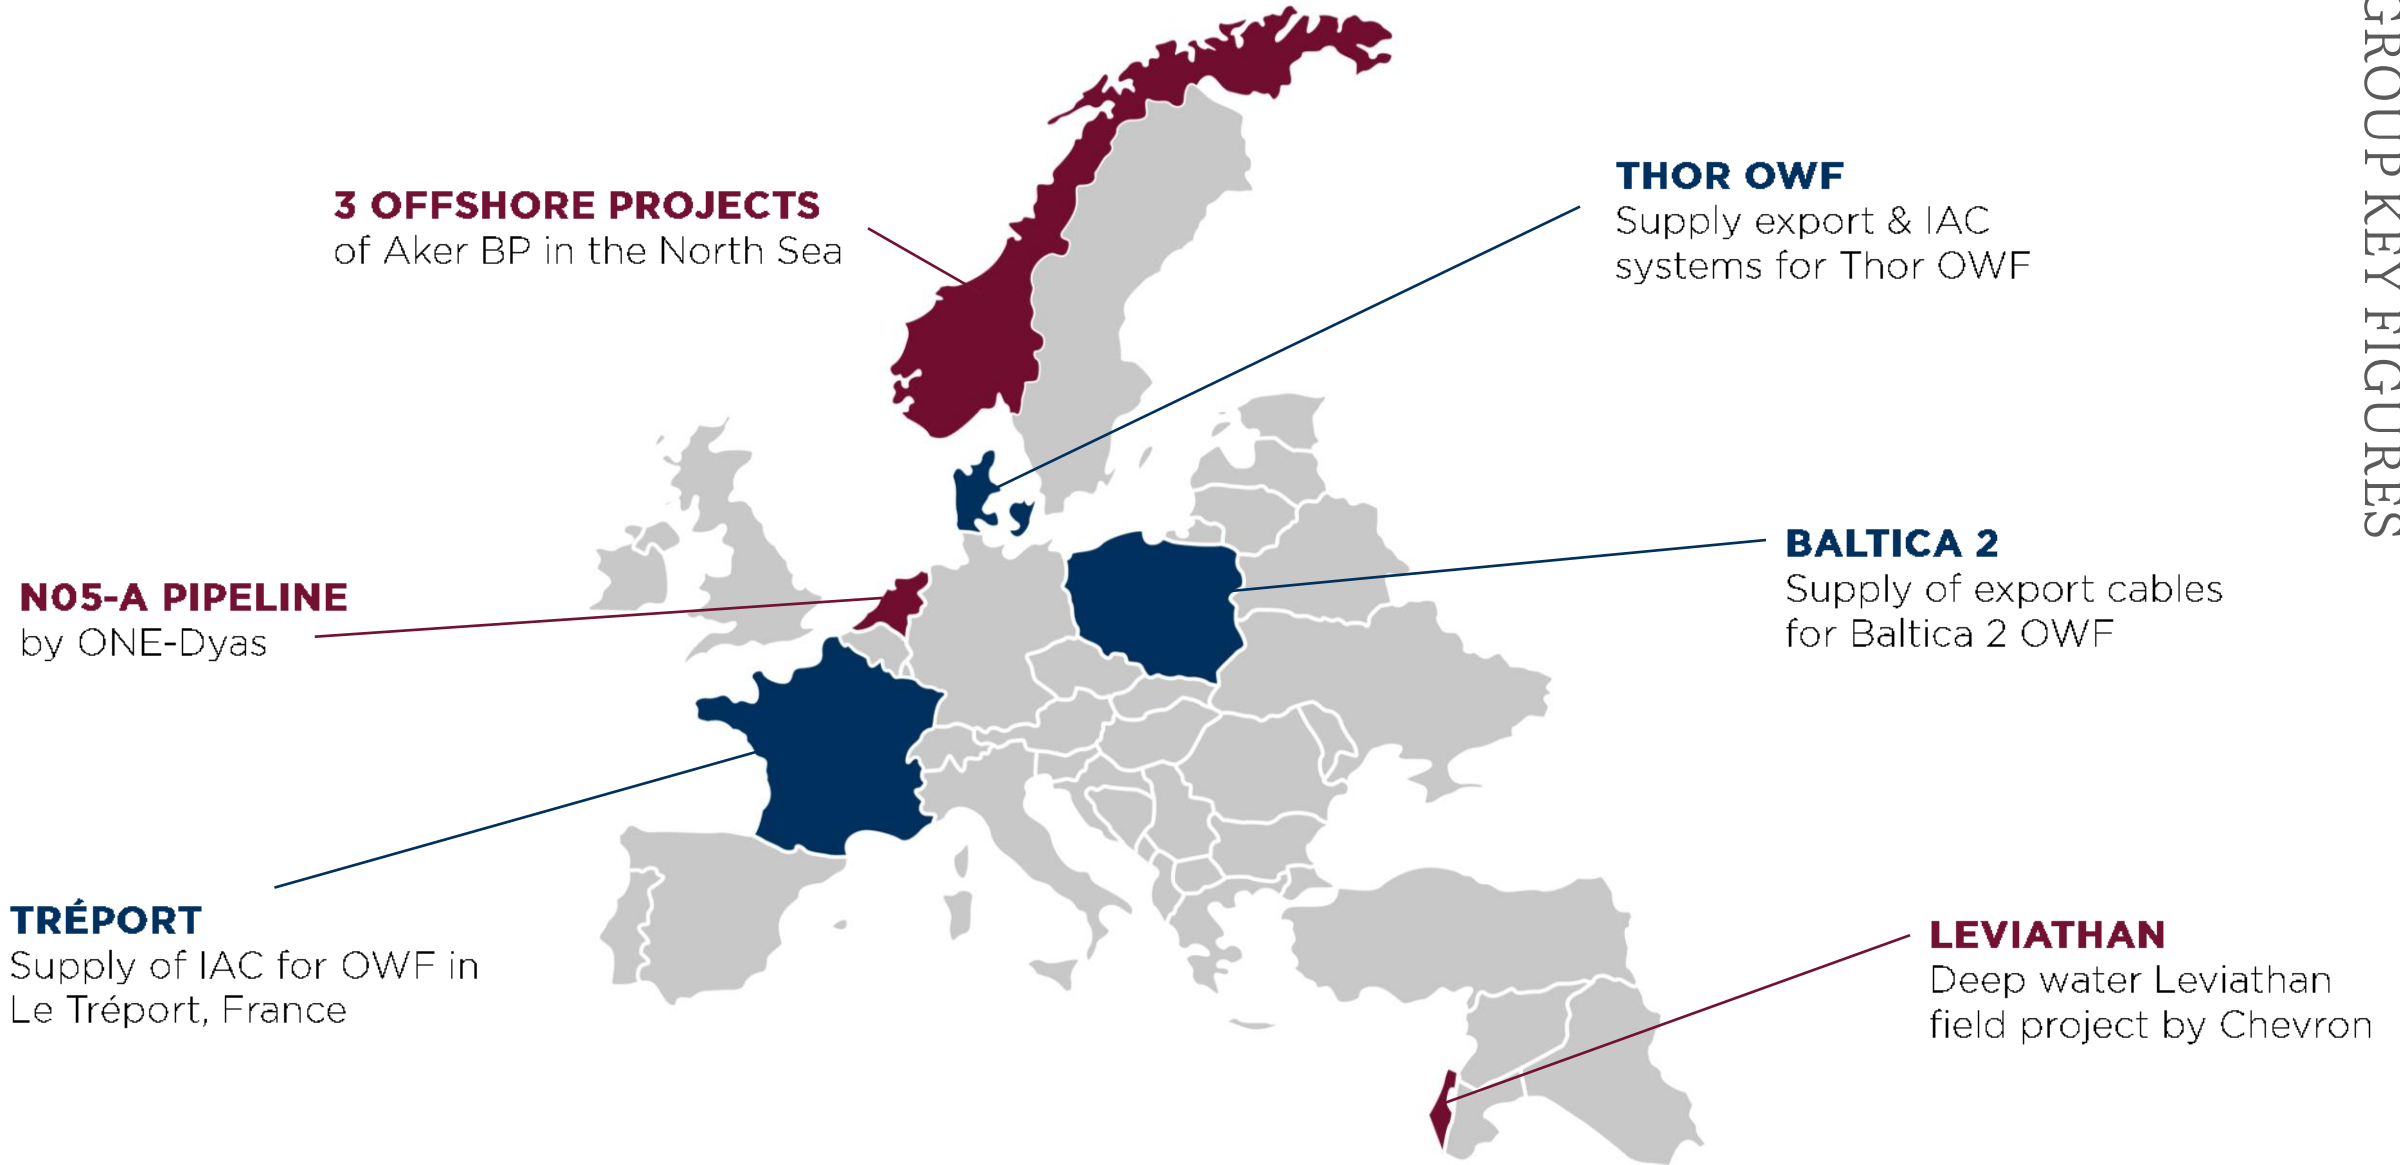 GROUP KEY FIGURES
3 OFFSHORE PROJECTS
of Aker BP in the North Sea
THOR OWF
Supply export & IAC
systems for Thor OWF
BALTICA 2
Supply of export cables
for Baltica 2 OWF
N05-A PIPELINE
by ONE-Dyas
TRÉPORT
Supply of IAC for OWF in
Le Tréport, France
LEVIATHAN
Deep water Leviathan
field project by Chevron